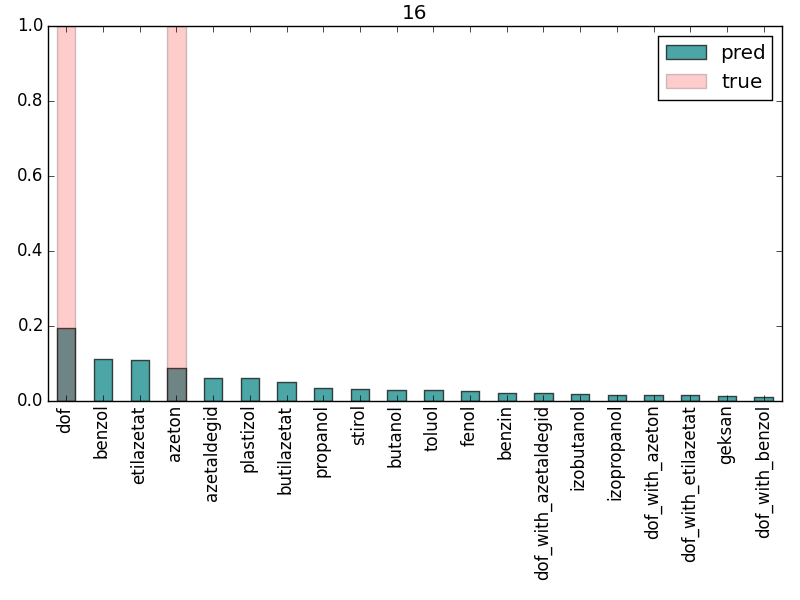 16
1.0
0.8
0.6
0.4
0.2
0.0
pred
true
dof
benzol
etilazetat
azeton
azetaldegid
plastizol
butilazetat
propanol
stirol
butanol
toluol
fenol
benzin
dof_with_azetaldegid
izobutanol
izopropanol
dof_with_azeton
dof_with_etilazetat
geksan
dof_with_benzol